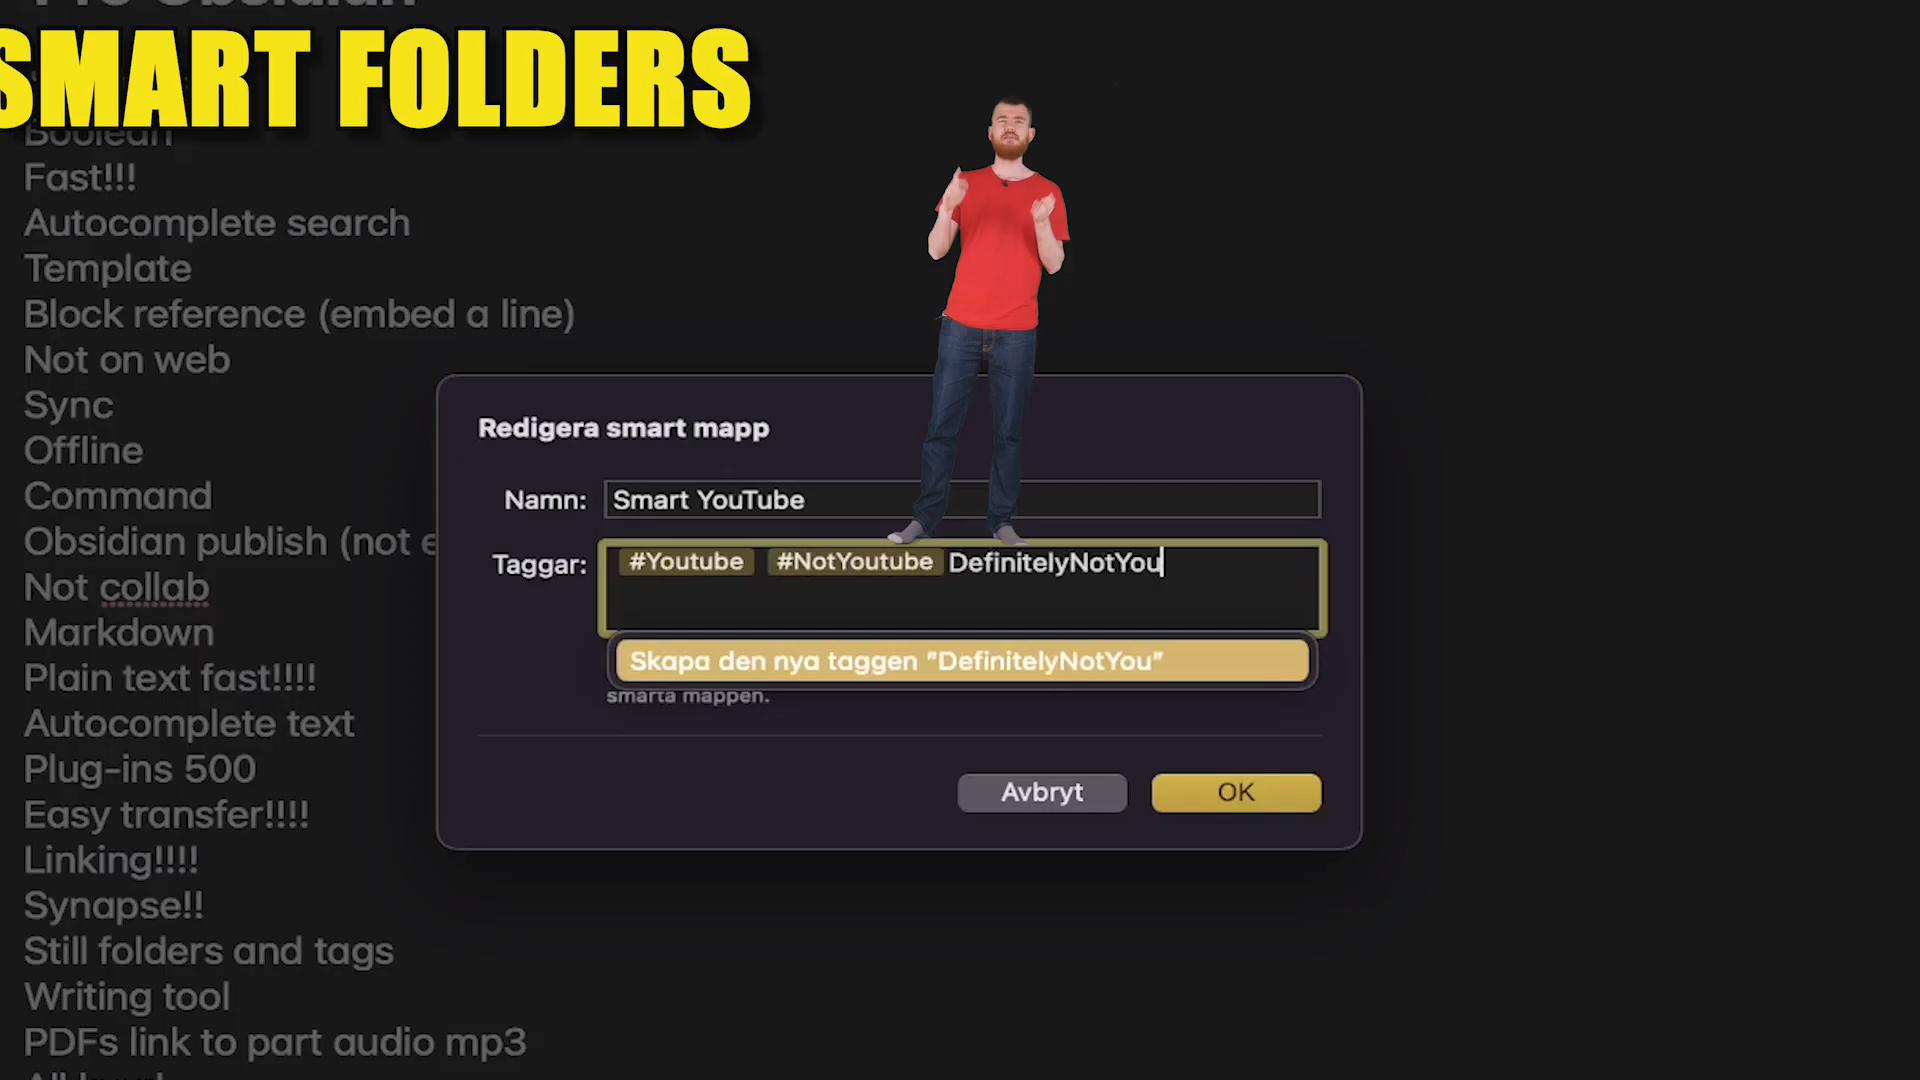 Pro Obsidian
SMART FOLDERS
Boolean
Fast!!!
Autocomplete search
Template
Block reference (embed a line)
Not on web
Sync
Offline
Command
Obsidian publish (not e
Not collab
Markdown
Plain text fast!!!!
Autocomplete text
Plug-ins 500
Easy transfer!!!!
Linking!!!!
Synapse!!
Still folders and tags
Writing tool
PDFs link to part audio mp3
Redigera smart mapp
Namn: Smart YouTube
Taggar: #Youtube #NotYoutube DefinitelyNotYou
Skapa den nya taggen "DefinitelyNotYou"
smarta mappen.
Avbryt OK